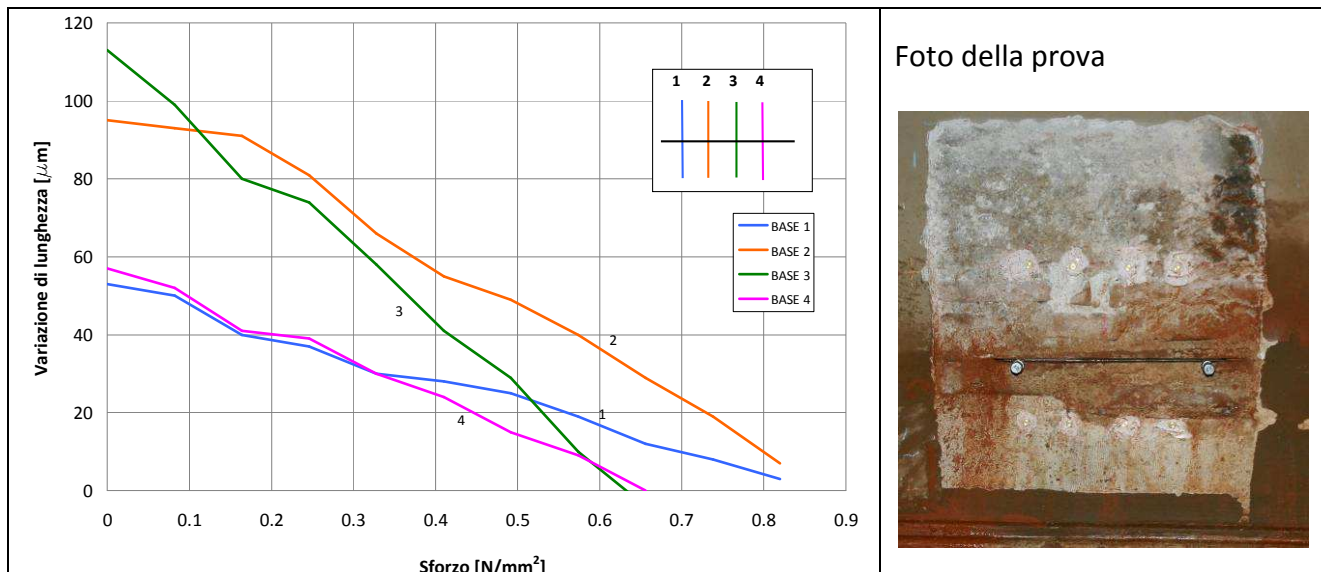 120
100
80
60
40
20
0
Variazione di lunghezza [μm]
0 0.1 0.2 0.3 0.4 0.5 0.6 0.7 0.8 0.9
Sforzo [N/mm²]
1 2 3 4
BASE 1
BASE 2
BASE 3
BASE 4
3
2
1
4
Foto della prova